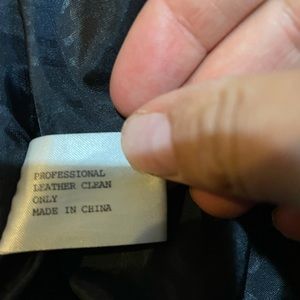 PROFESSIONAL
LEATHER CLEAN
ONLY
MADE IN CHINA